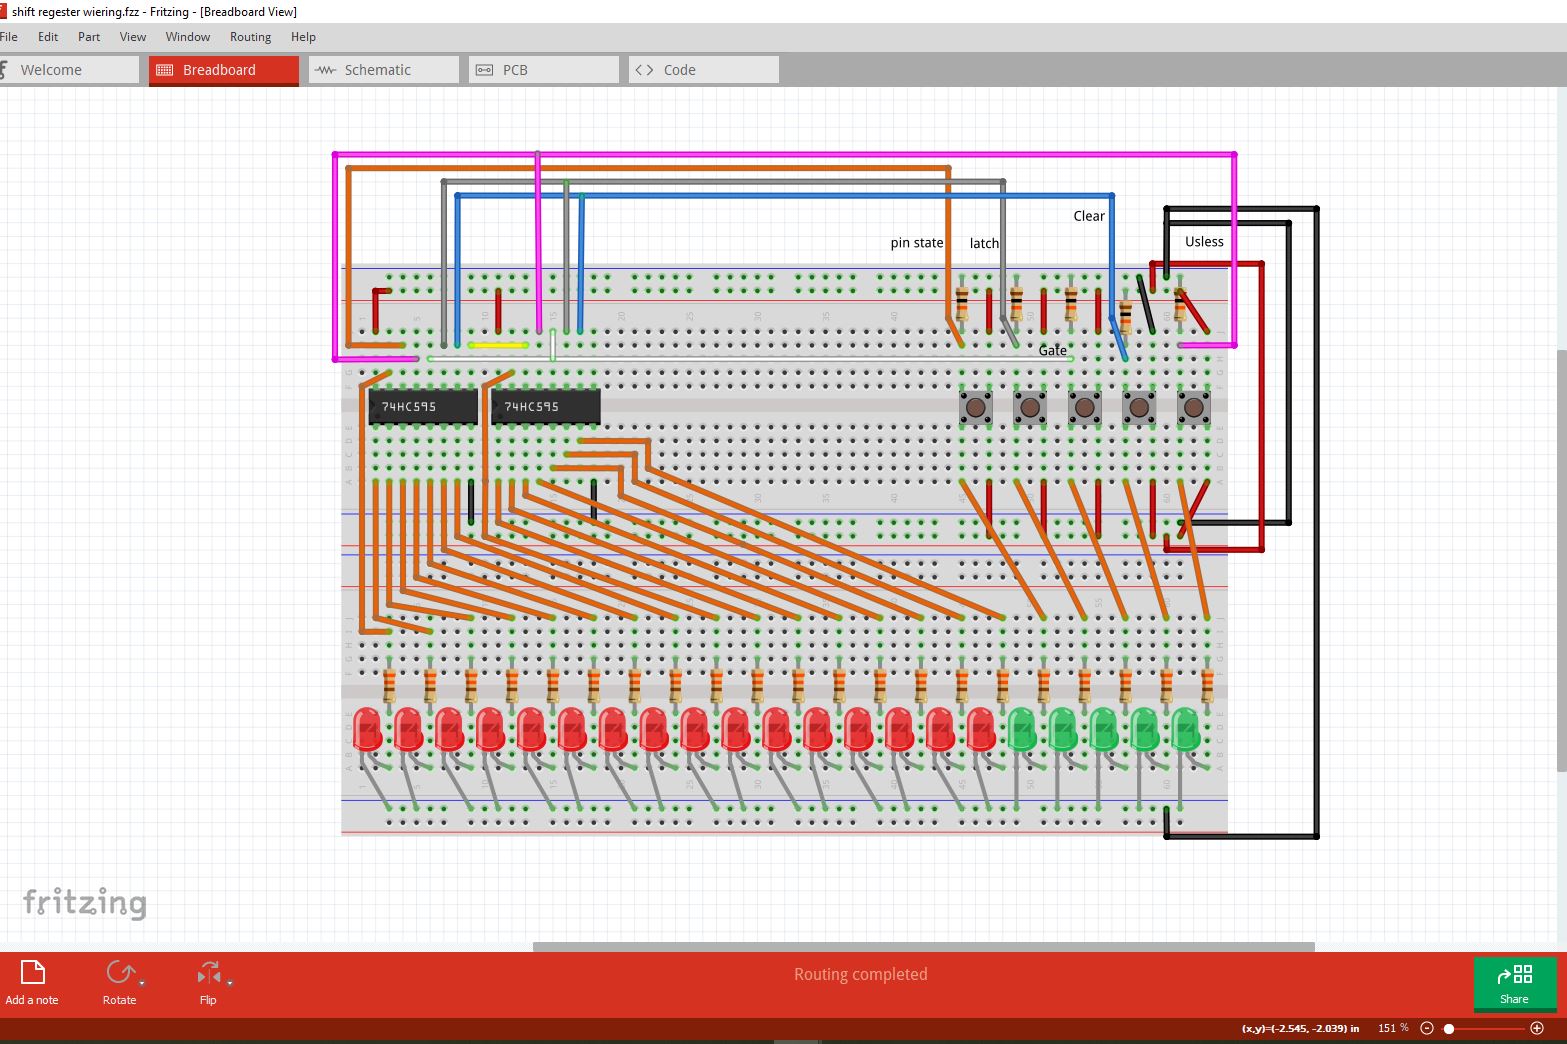 shift regester wiering.fzz - Fritzing - [Breadboard View]
File Edit Part View Window Routing Help
Welcome Breadboard Schematic PCB Code
Clear
pin state latch Usless
Gate
74HC595 74HC595
fritzing
Routing completed
Add a note Rotate Flip Share
(x,y)=(-2.545, -2.039) in 151 %